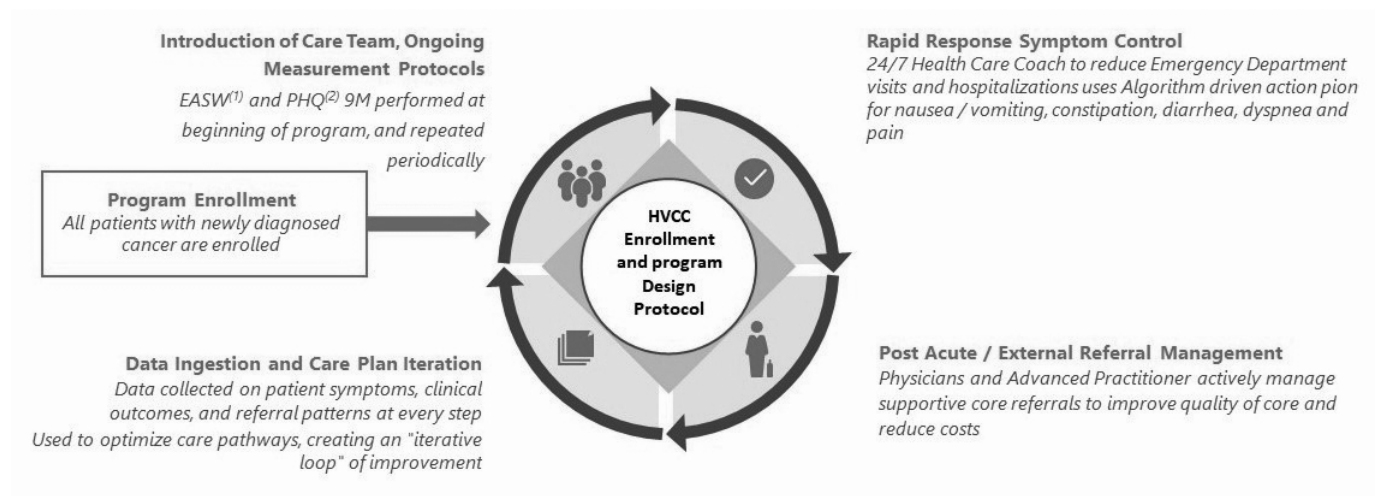 Introduction of Care Team, Ongoing
Measurement Protocols
EASW(1) and PHQ(2) 9M performed at
beginning of program, and repeated
periodically
Program Enrollment
All patients with newly diagnosed
cancer are enrolled
Rapid Response Symptom Control
24/7 Health Care Coach to reduce Emergency Department
visits and hospitalizations uses Algorithm driven action pion
for nausea / vomiting, constipation, diarrhea, dyspnea and
pain
HVCC
Enrollment
and program
Design
Protocol
Post Acute / External Referral Management
Physicians and Advanced Practitioner actively manage
supportive core referrals to improve quality of core and
reduce costs
Data Ingestion and Care Plan Iteration
Data collected on patient symptoms, clinical
outcomes, and referral patterns at every step
Used to optimize care pathways, creating an "iterative
loop" of improvement